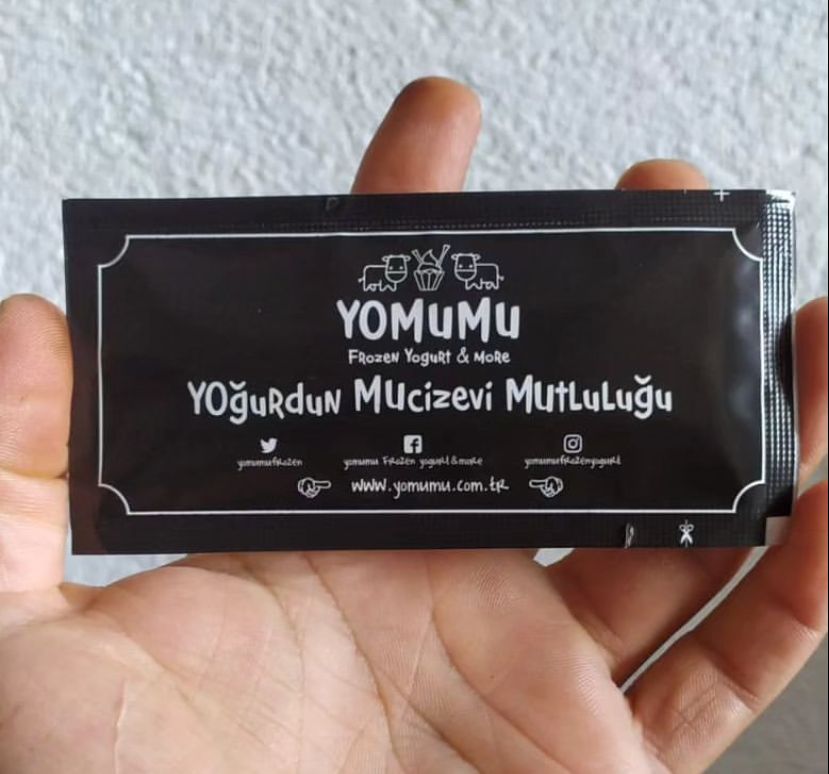 YOMUMU
FROzEN YOguRt & MORE
YOğuRduN MUcizEvi MUtLuLuğu
yomumufrozen
yomumu Frozen yogurt & more
yomumufrozenyogurt
www.yomumu.com.tR